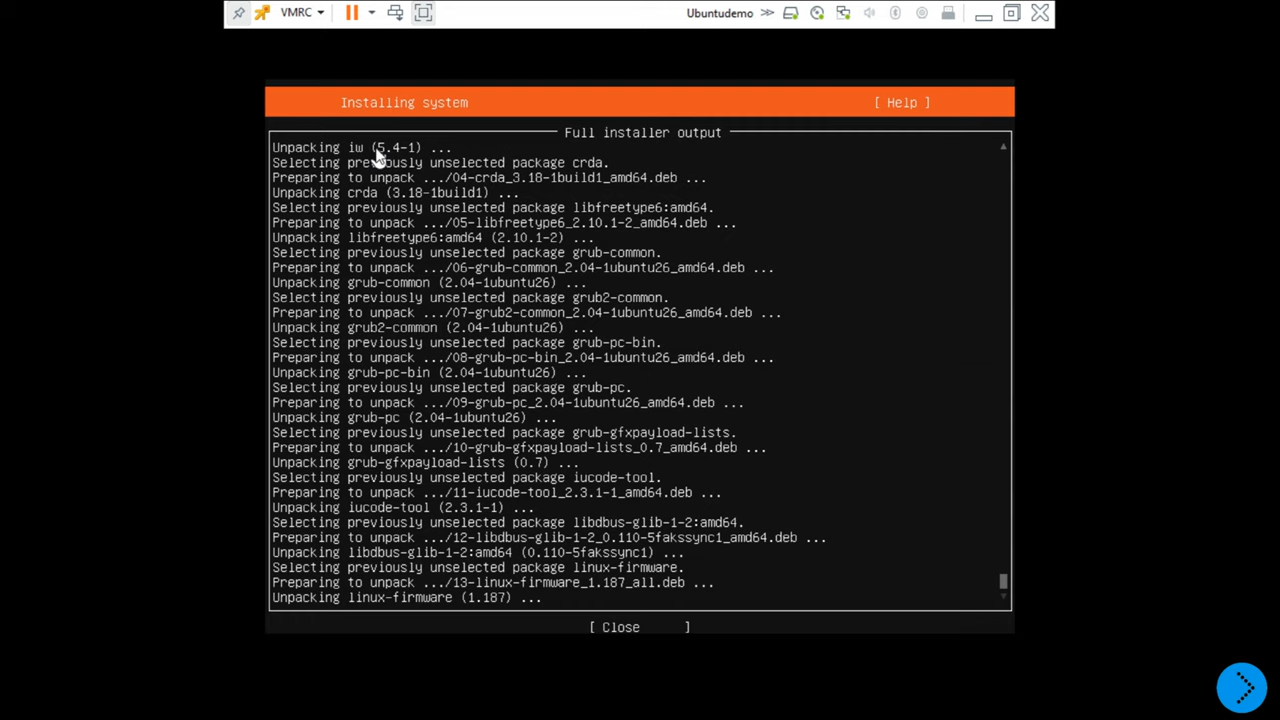 VMRC
Ubuntudemo
Installing system
[ Help ]
Full installer output
Unpacking iw (5.4-1) ...
Selecting previously unselected package crda.
Preparing to unpack .../04-crda_3.18-1build1_amd64.deb ...
Unpacking crda (3.18-1build1) ...
Selecting previously unselected package libfreetype6:amd64.
Preparing to unpack .../05-libfreetype6_2.10.1-2_amd64.deb ...
Unpacking libfreetype6:amd64 (2.10.1-2) ...
Selecting previously unselected package grub-common.
Preparing to unpack .../06-grub-common_2.04-1ubuntu26_amd64.deb ...
Unpacking grub-common (2.04-1ubuntu26) ...
Selecting previously unselected package grub2-common.
Preparing to unpack .../07-grub2-common_2.04-1ubuntu26_amd64.deb ...
Unpacking grub2-common (2.04-1ubuntu26) ...
Selecting previously unselected package grub-pc-bin.
Preparing to unpack .../08-grub-pc-bin_2.04-1ubuntu26_amd64.deb ...
Unpacking grub-pc-bin (2.04-1ubuntu26) ...
Selecting previously unselected package grub-pc.
Preparing to unpack .../09-grub-pc_2.04-1ubuntu26_amd64.deb ...
Unpacking grub-pc (2.04-1ubuntu26) ...
Selecting previously unselected package grub-gfxpayload-lists.
Preparing to unpack .../10-grub-gfxpayload-lists_0.7_amd64.deb ...
Unpacking grub-gfxpayload-lists (0.7) ...
Selecting previously unselected package iucode-tool.
Preparing to unpack .../11-iucode-tool_2.3.1-1_amd64.deb ...
Unpacking iucode-tool (2.3.1-1) ...
Selecting previously unselected package libdbus-glib-1-2:amd64.
Preparing to unpack .../12-libdbus-glib-1-2_0.110-5fakssync1_amd64.deb ...
Unpacking libdbus-glib-1-2:amd64 (0.110-5fakssync1) ...
Selecting previously unselected package linux-firmware.
Preparing to unpack .../13-linux-firmware_1.187_all.deb ...
Unpacking linux-firmware (1.187) ...
[ Close ]